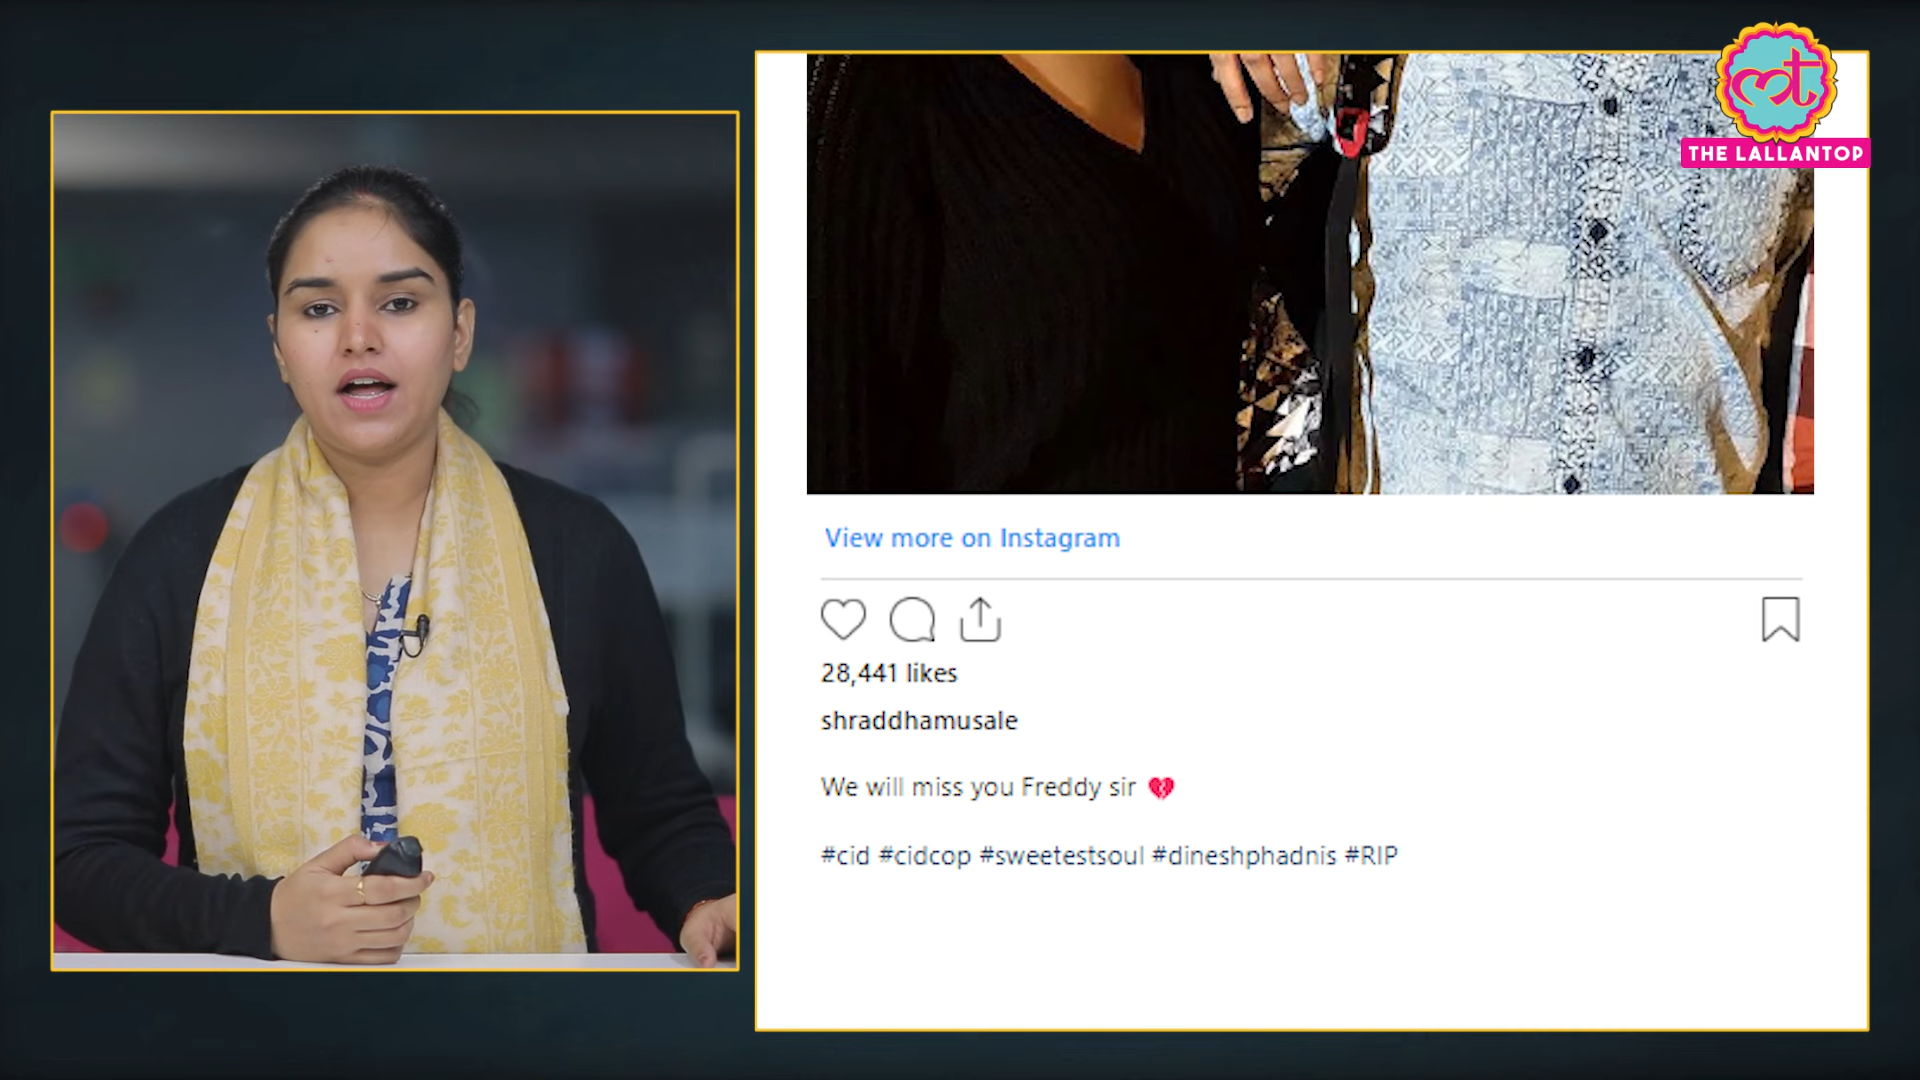 THE LALLANTOP
View more on Instagram
28,441 likes
shraddhamusale
We will miss you Freddy sir 💔
#cid #cidcop #sweetestsoul #dineshphadnis #RIP